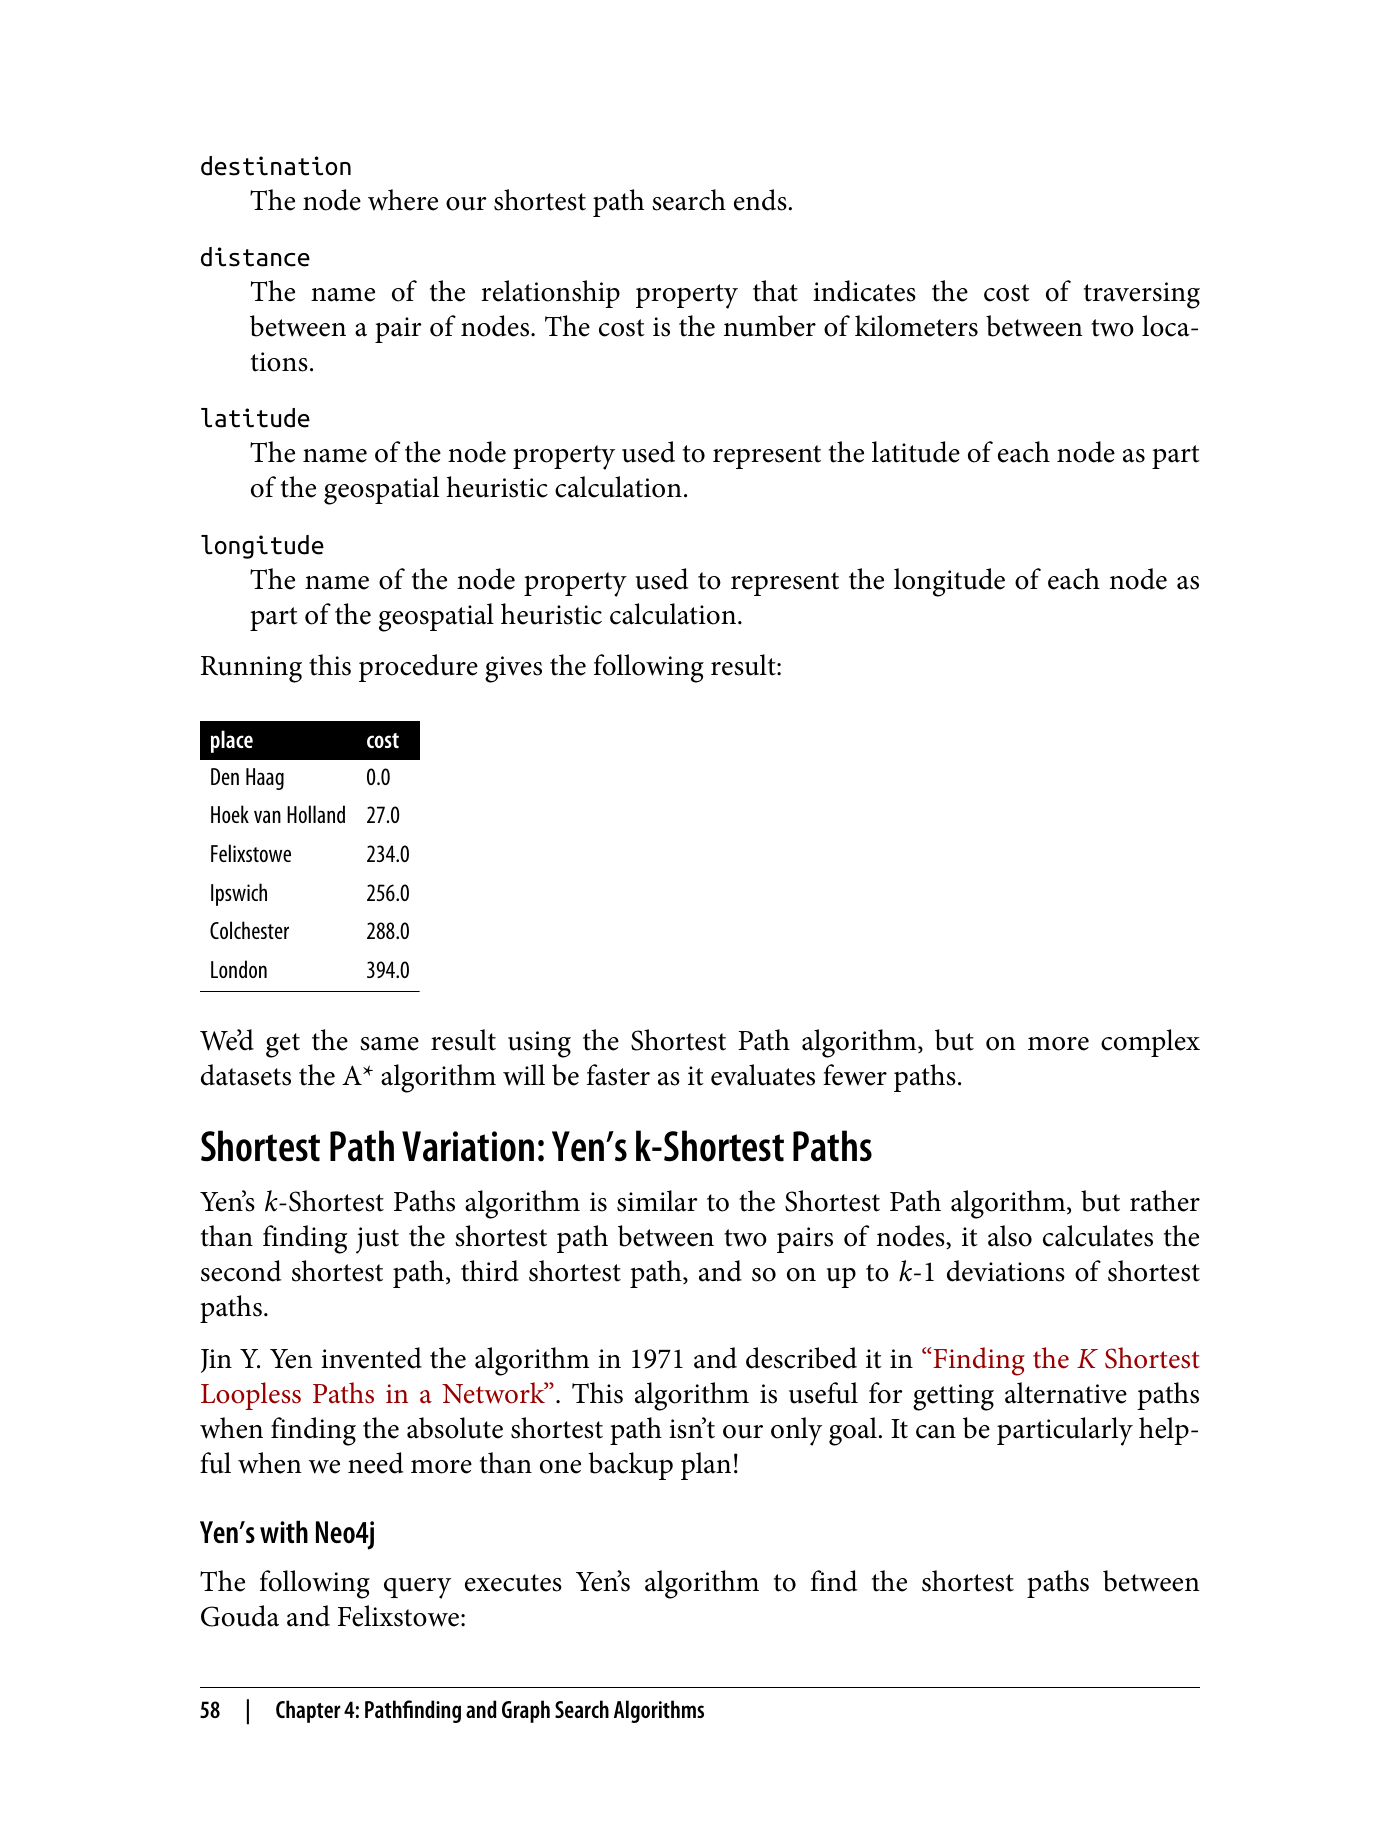 destination
The node where our shortest path search ends.
distance
The name of the relationship property that indicates the cost of traversing
between a pair of nodes. The cost is the number of kilometers between two loca-
tions.
latitude
The name of the node property used to represent the latitude of each node as part
of the geospatial heuristic calculation.
longitude
The name of the node property used to represent the longitude of each node as
part of the geospatial heuristic calculation.
Running this procedure gives the following result:
place cost
Den Haag 0.0
Hoek van Holland 27.0
Felixstowe 234.0
Ipswich 256.0
Colchester 288.0
London 394.0
We’d get the same result using the Shortest Path algorithm, but on more complex
datasets the A* algorithm will be faster as it evaluates fewer paths.
Shortest Path Variation: Yen’s k-Shortest Paths
Yen’s k-Shortest Paths algorithm is similar to the Shortest Path algorithm, but rather
than finding just the shortest path between two pairs of nodes, it also calculates the
second shortest path, third shortest path, and so on up to k-1 deviations of shortest
paths.
Jin Y. Yen invented the algorithm in 1971 and described it in “Finding the K Shortest
Loopless Paths in a Network”. This algorithm is useful for getting alternative paths
when finding the absolute shortest path isn’t our only goal. It can be particularly help-
ful when we need more than one backup plan!
Yen’s with Neo4j
The following query executes Yen’s algorithm to find the shortest paths between
Gouda and Felixstowe:
58 | Chapter 4: Pathfinding and Graph Search Algorithms